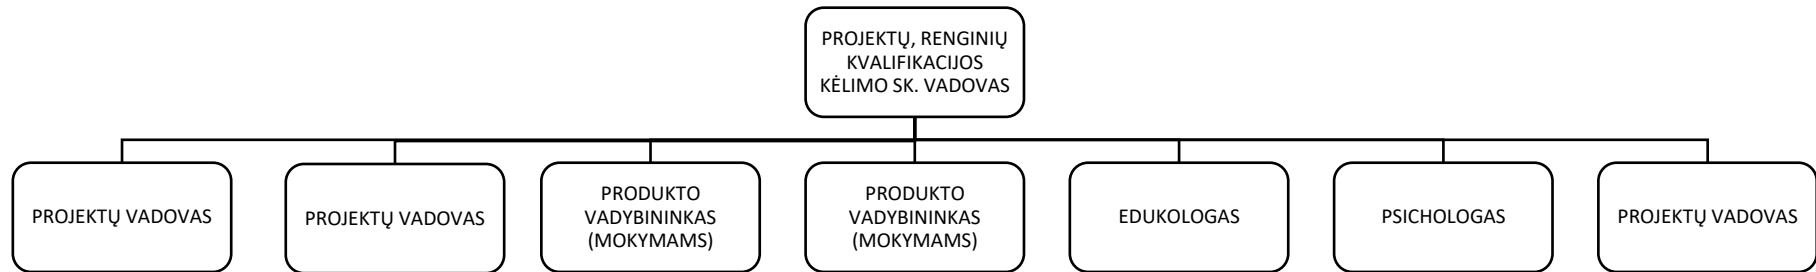 PROJEKTŲ, RENGINIŲ
KVALIFIKACIJOS
KĖLIMO SK. VADOVAS
PROJEKTŲ VADOVAS
PROJEKTŲ VADOVAS
PRODUKTO
VADYBININKAS
(MOKYMAMS)
PRODUKTO
VADYBININKAS
(MOKYMAMS)
EDUKOLOGAS
PSICHOLOGAS
PROJEKTŲ VADOVAS